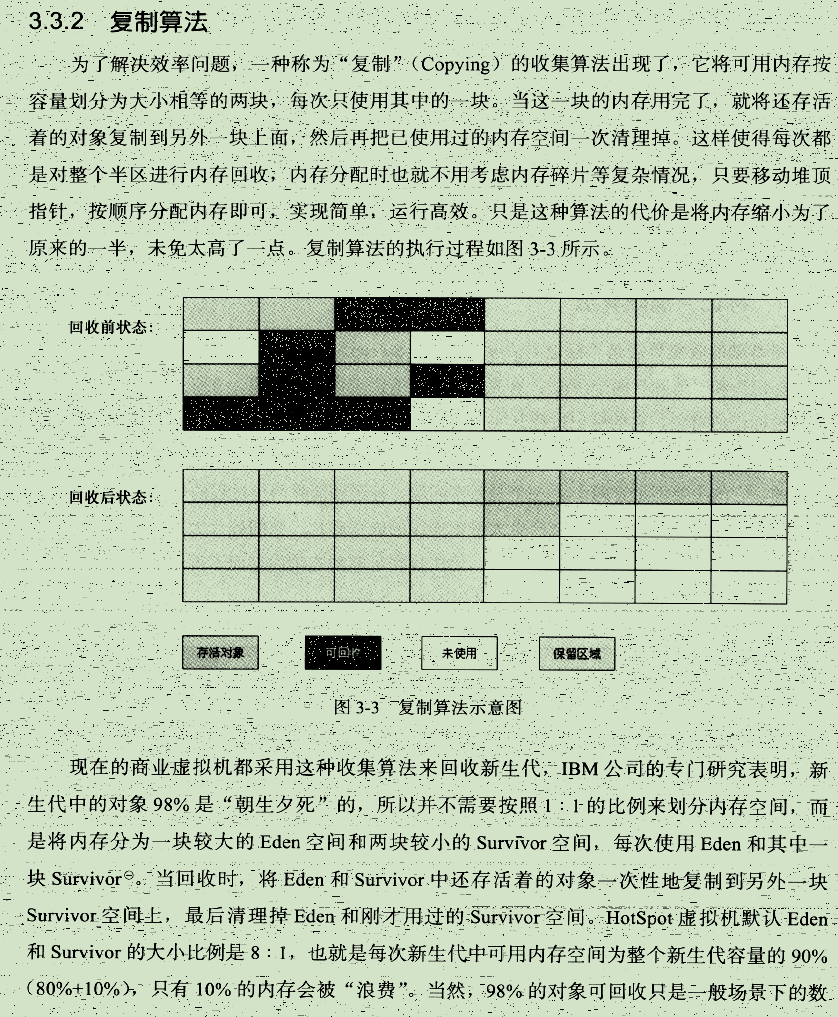 3.3.2 复制算法
为了解决效率问题，一种称为“复制”（Copying）的收集算法出现了，它将可用内存按
容量划分为大小相等的两块，每次只使用其中的一块。当这一块的内存用完了，就将还存活
着的对象复制到另外一块上面，然后再把已使用过的内存空间一次清理掉。这样使得每次都
是对整个半区进行内存回收，内存分配时也就不用考虑内存碎片等复杂情况，只要移动堆顶
指针，按顺序分配内存即可，实现简单，运行高效。只是这种算法的代价是将内存缩小为了
原来的一半，未免太高了一点。复制算法的执行过程如图 3-3 所示。
回收前状态：
回收后状态：
存活对象 可回收 未使用 保留区域
图 3-3 复制算法示意图
现在的商业虚拟机都采用这种收集算法来回收新生代，IBM 公司的专门研究表明，新
生代中的对象 98% 是“朝生夕死”的，所以并不需要按照 1：1 的比例来划分内存空间，而
是将内存分为一块较大的 Eden 空间和两块较小的 Survivor 空间，每次使用 Eden 和其中一
块 Survivor㊀。当回收时，将 Eden 和 Survivor 中还存活着的对象一次性地复制到另外一块
Survivor 空间上，最后清理掉 Eden 和刚才用过的 Survivor 空间。HotSpot 虚拟机默认 Eden
和 Survivor 的大小比例是 8：1，也就是每次新生代中可用内存空间为整个新生代容量的 90%
（80%+10%），只有 10% 的内存会被“浪费”。当然，98% 的对象可回收只是一般场景下的数